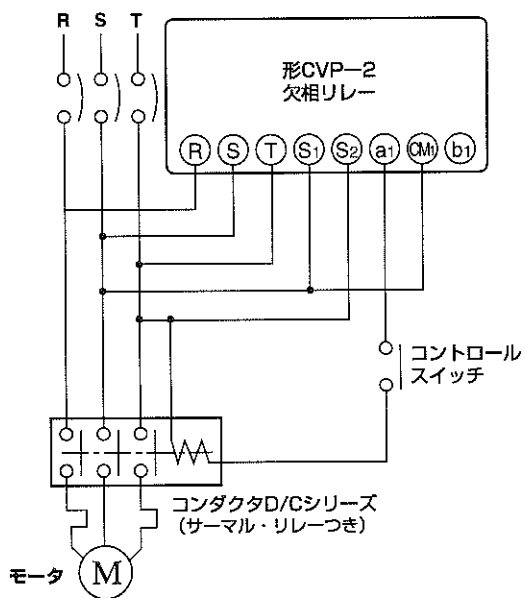 R S T
形CVP-2
欠相リレー
R S T S1 S2 a1 CM1 b1
コントロール
スイッチ
コンダクタD/Cシリーズ
(サーマル・リレーつき)
モータ M